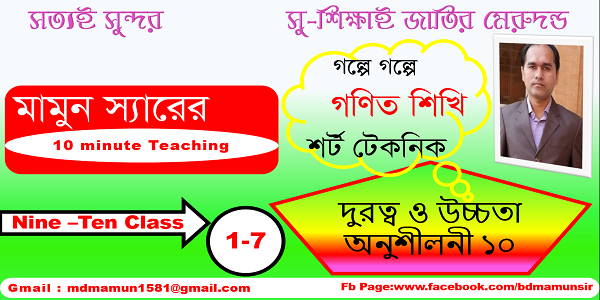 সত্যই সুন্দর
সু-শিক্ষাই জাতির মেরুদন্ড
মামুন স্যারের
10 minute Teaching
গল্পে গল্পে
গণিত শিখি
শর্ট টেকনিক
Nine –Ten Class
1-7
দুরত্ব ও উচ্চতা
অনুশীলনী ১০
Gmail : mdmamun1581@gmail.com
Fb Page:www.facebook.com/bdmamunsir